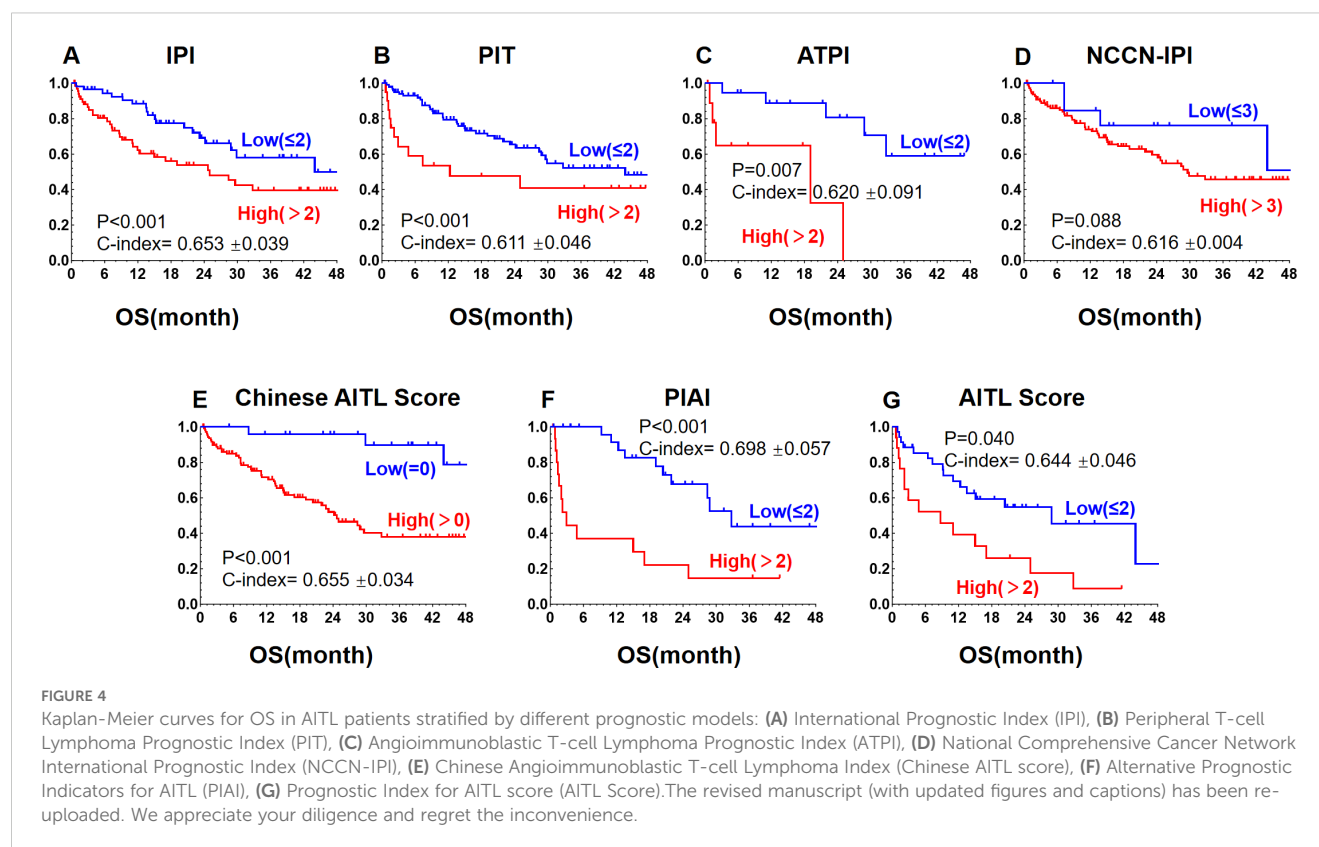 A IPI
1.0
0.8
0.6
0.4
0.2
0.0
Low(≤2)
High(>2)
P<0.001
C-index= 0.653 ±0.039
0 6 12 18 24 30 36 42 48
OS(month)
B PIT
1.0
0.8
0.6
0.4
0.2
0.0
Low(≤2)
High(>2)
P<0.001
C-index= 0.611 ±0.046
0 6 12 18 24 30 36 42 48
OS(month)
C ATPI
1.0
0.8
0.6
0.4
0.2
0.0
Low(≤2)
P=0.007
C-index= 0.620 ±0.091
High(>2)
0 6 12 18 24 30 36 42 48
OS(month)
D NCCN-IPI
1.0
0.8
0.6
0.4
0.2
0.0
Low(≤3)
High(>3)
P=0.088
C-index= 0.616 ±0.004
0 6 12 18 24 30 36 42 48
OS(month)
E Chinese AITL Score
1.0
0.8
0.6
0.4
0.2
0.0
Low(=0)
High(>0)
P<0.001
C-index= 0.655 ±0.034
0 6 12 18 24 30 36 42 48
OS(month)
F PIAI
1.0
0.8
0.6
0.4
0.2
0.0
P<0.001
C-index= 0.698 ±0.057
Low(≤2)
High(>2)
0 6 12 18 24 30 36 42 48
OS(month)
G AITL Score
1.0
0.8
0.6
0.4
0.2
0.0
P=0.040
C-index= 0.644 ±0.046
Low(≤2)
High(>2)
0 6 12 18 24 30 36 42 48
OS(month)
FIGURE 4
Kaplan-Meier curves for OS in AITL patients stratified by different prognostic models: (A) International Prognostic Index (IPI), (B) Peripheral T-cell
Lymphoma Prognostic Index (PIT), (C) Angioimmunoblastic T-cell Lymphoma Prognostic Index (ATPI), (D) National Comprehensive Cancer Network
International Prognostic Index (NCCN-IPI), (E) Chinese Angioimmunoblastic T-cell Lymphoma Index (Chinese AITL score), (F) Alternative Prognostic
Indicators for AITL (PIAI), (G) Prognostic Index for AITL score (AITL Score).The revised manuscript (with updated figures and captions) has been re-
uploaded. We appreciate your diligence and regret the inconvenience.